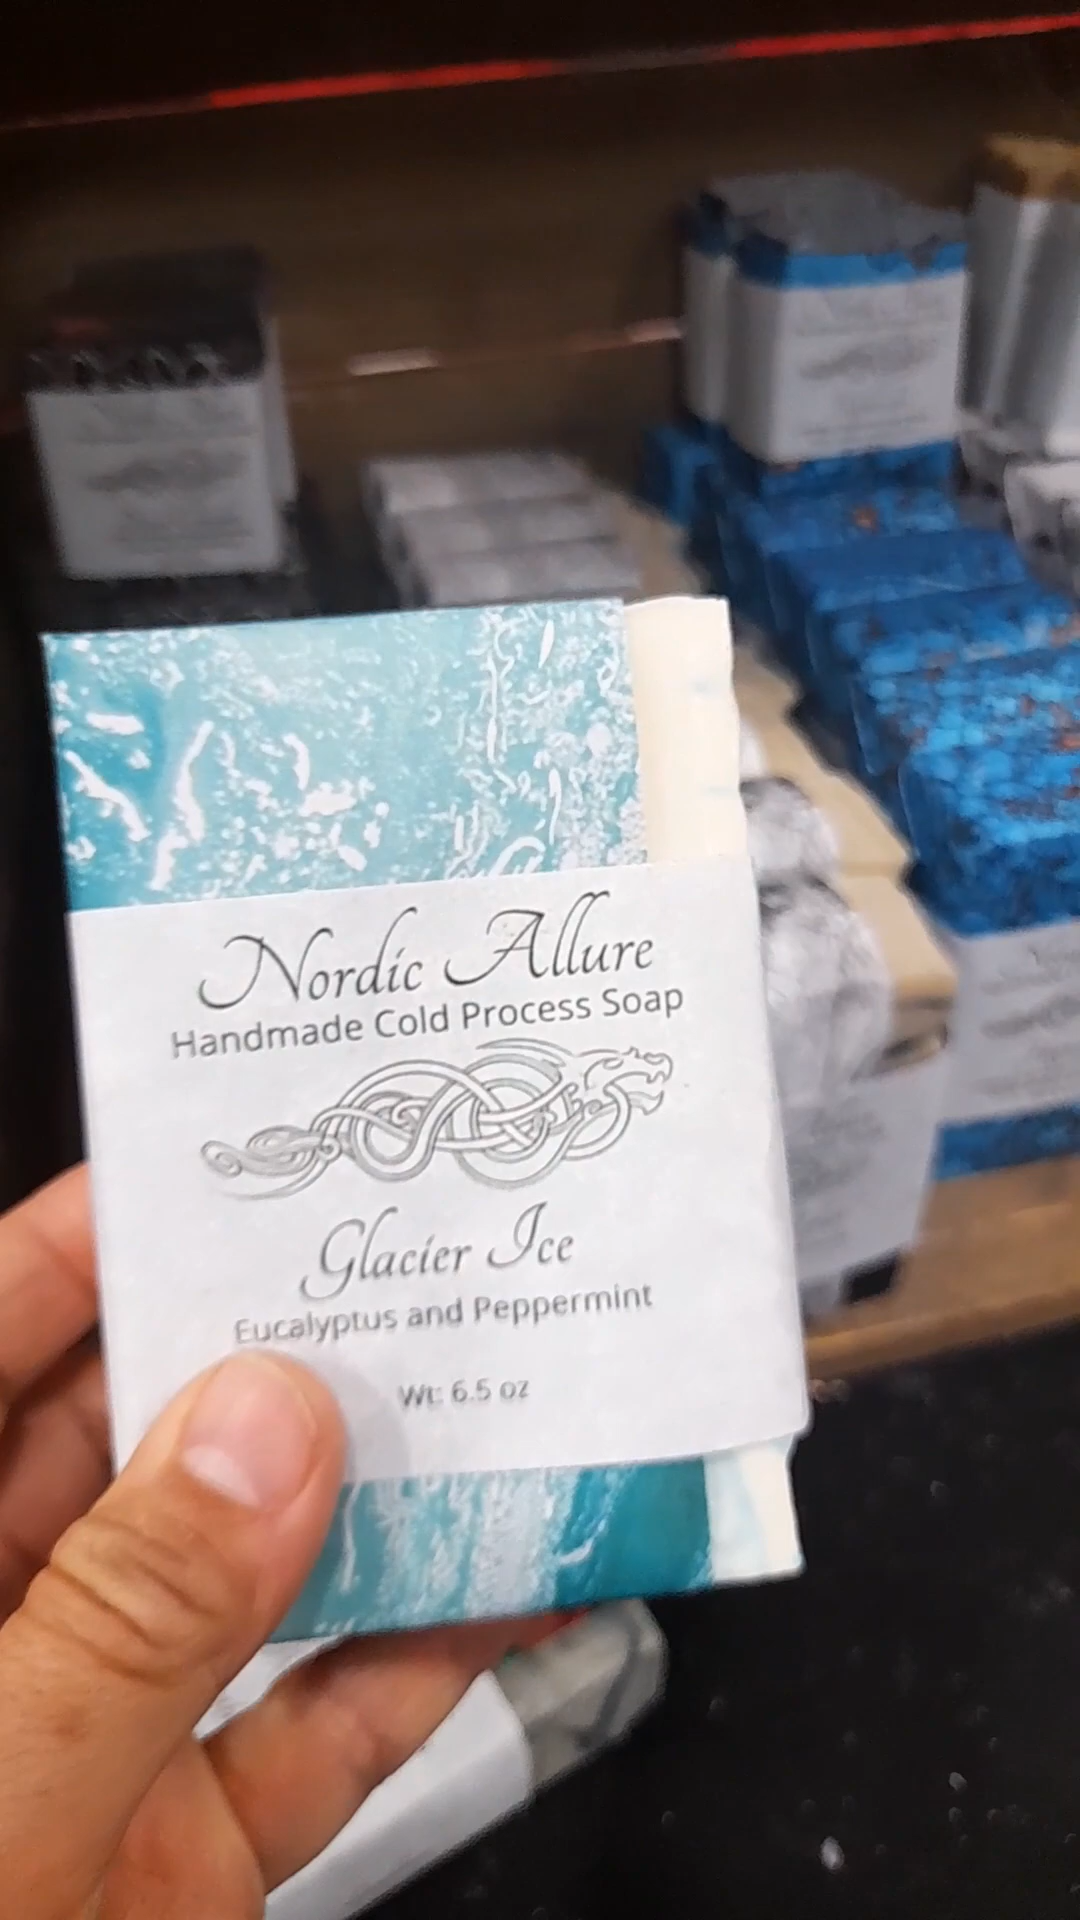 Nordic Allure
Handmade Cold Process Soap
Glacier Ice
Eucalyptus and Peppermint
Wt: 6.5 oz